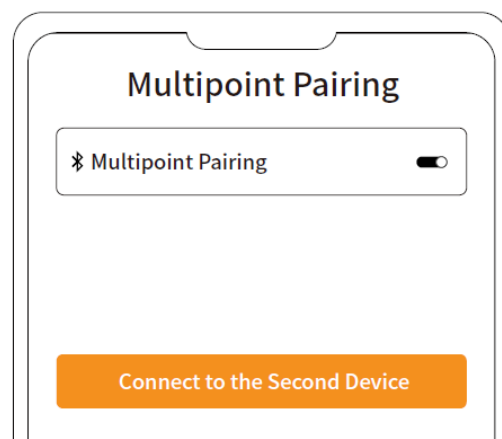 Multipoint Pairing
Multipoint Pairing
Connect to the Second Device